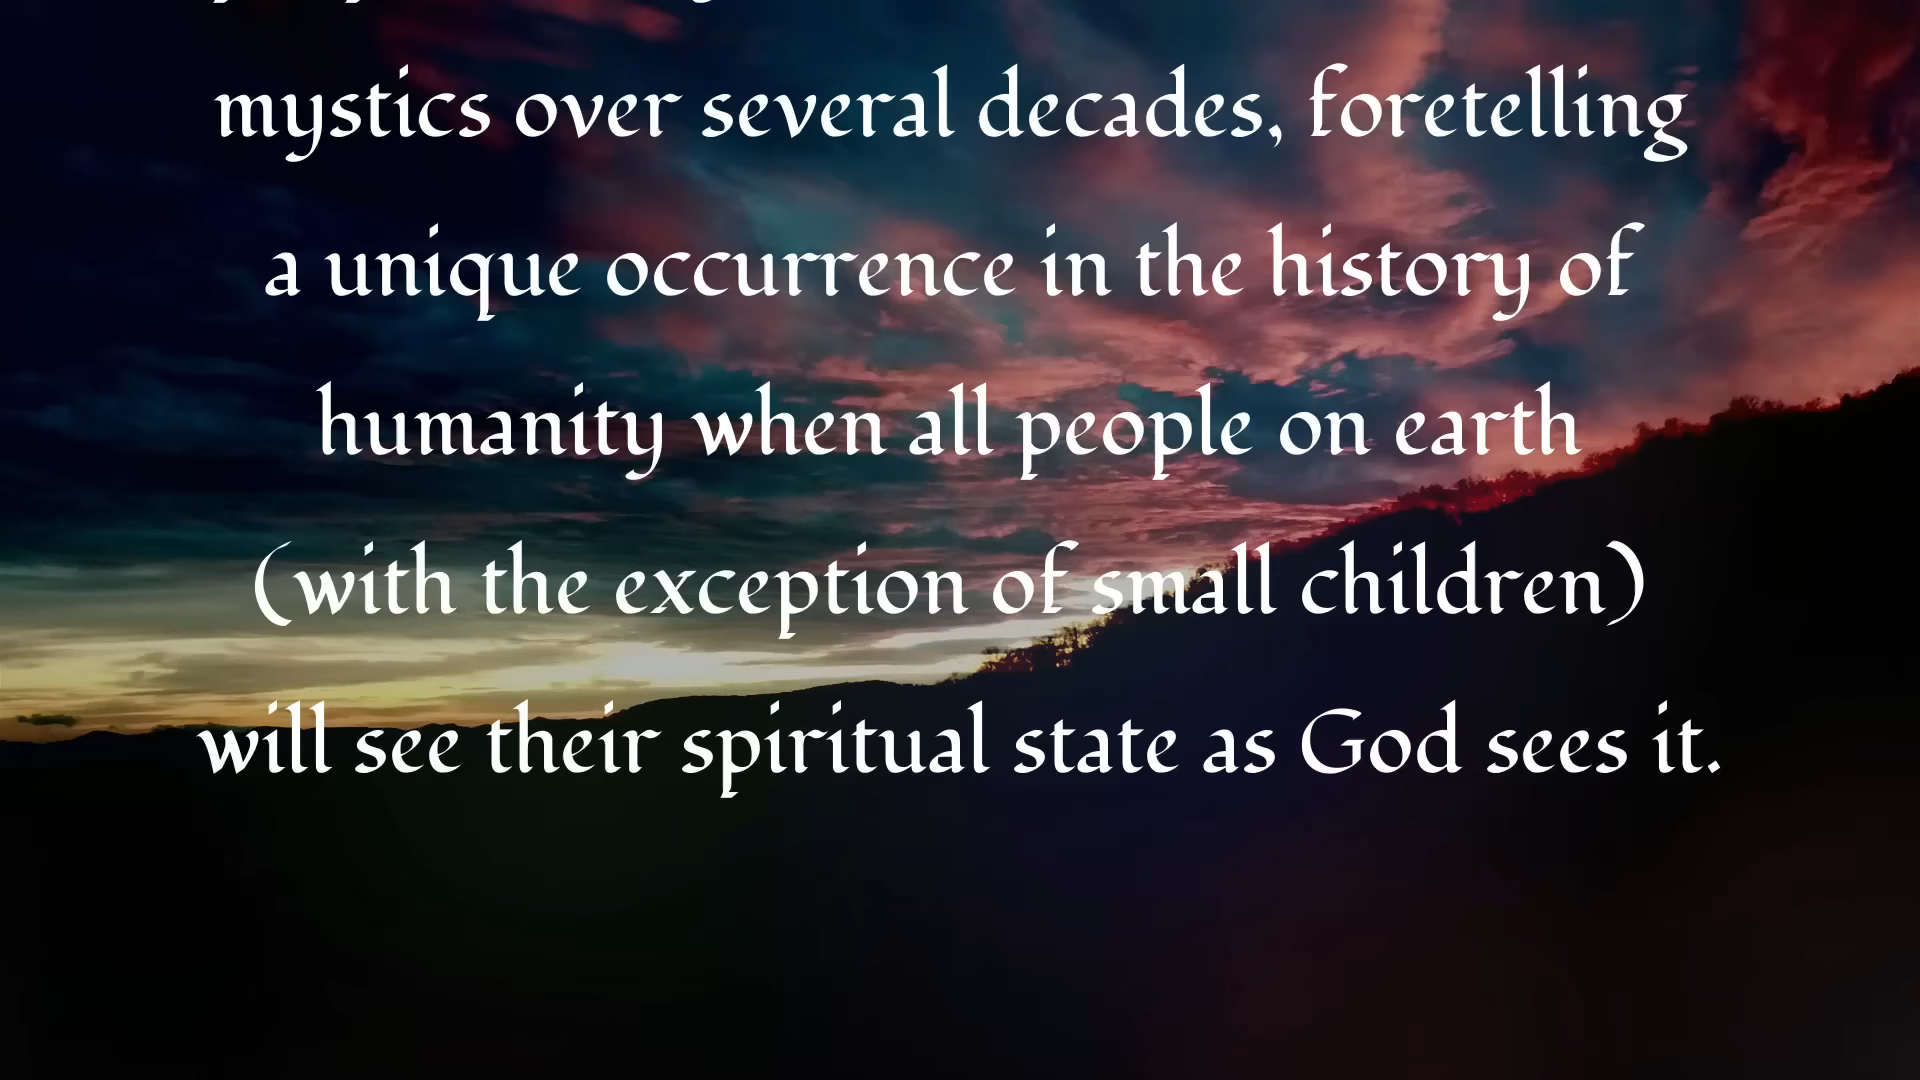 mystics over several decades, foretelling
a unique occurrence in the history of
humanity when all people on earth
(with the exception of small children)
will see their spiritual state as God sees it.